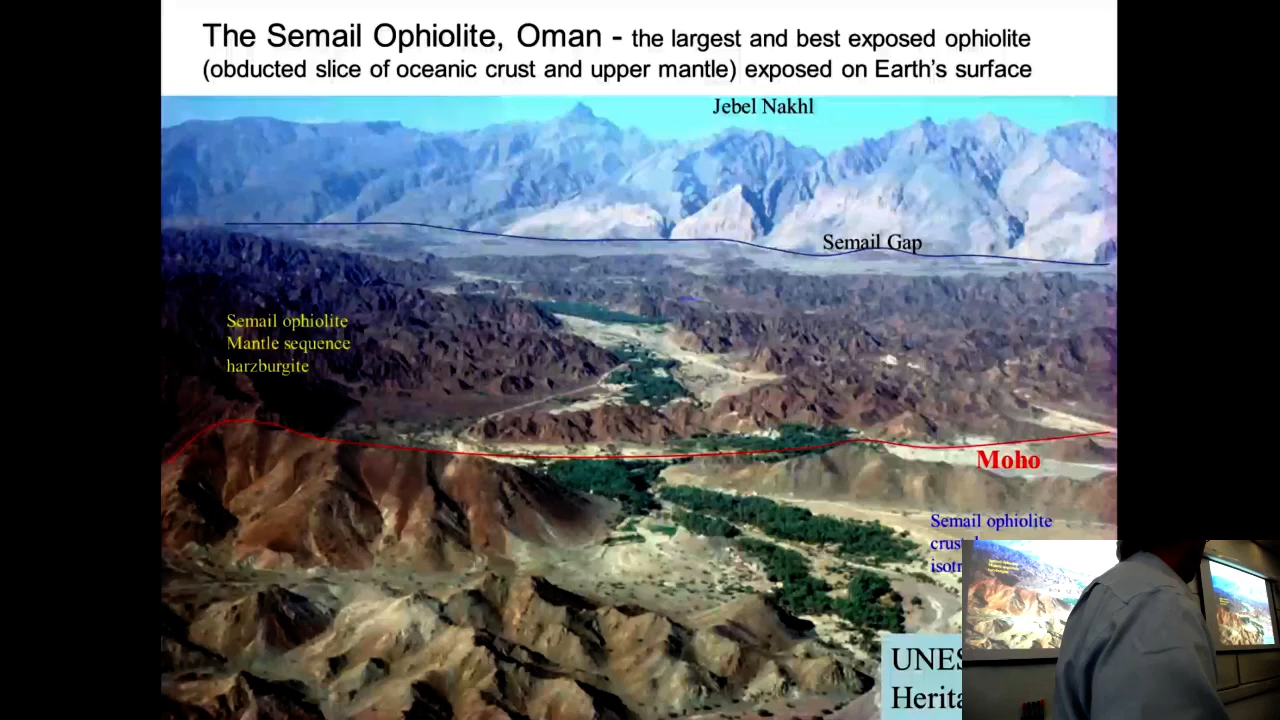 The Semail Ophiolite, Oman - the largest and best exposed ophiolite
(obducted slice of oceanic crust and upper mantle) exposed on Earth's surface
Jebel Nakhl
Semail Gap
Semail ophiolite
Mantle sequence
harzburgite
Moho
Semail ophiolite